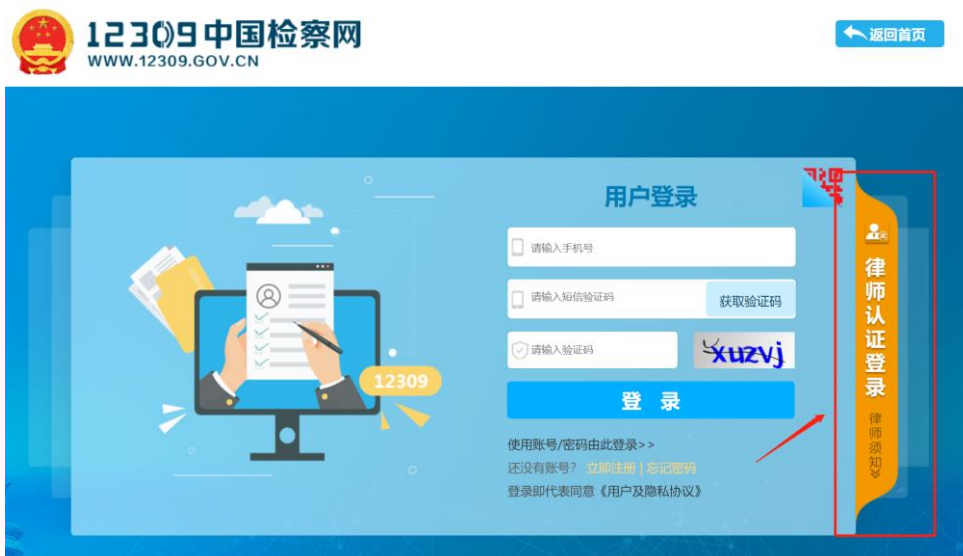 12309中国检察网
WWW.12309.GOV.CN
返回首页
用户登录
请输入手机号
请输入短信验证码
获取验证码
请输入验证码
xuzvj
登 录
使用账号/密码由此登录>>
还没有账号? 立即注册 | 忘记密码
登录即代表同意《用户及隐私协议》
12309
律师认证登录
律师须知